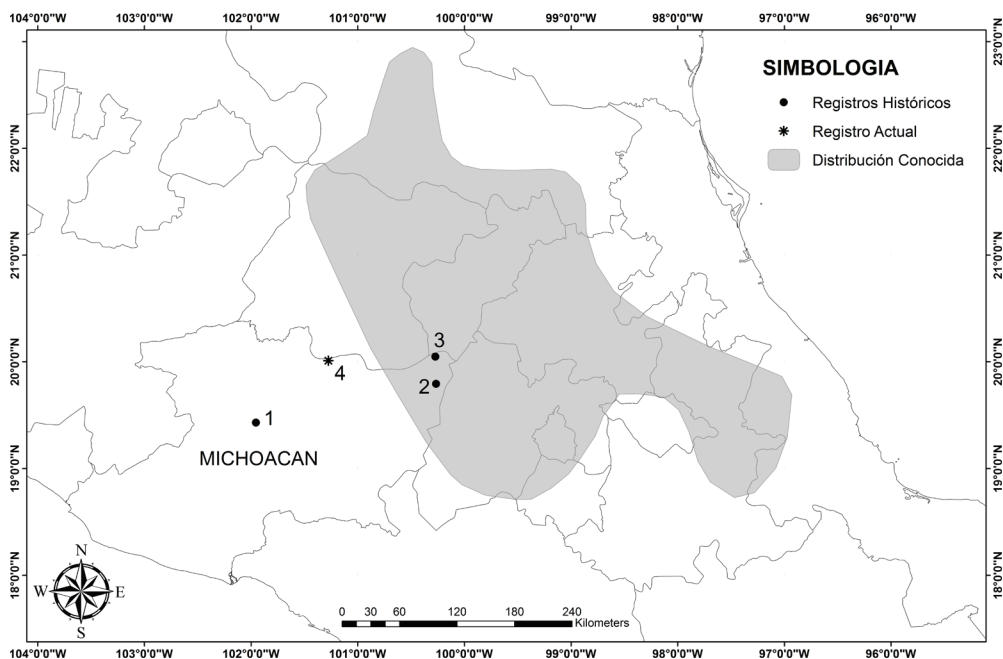 104°0'0"W 103°0'0"W 102°0'0"W 101°0'0"W 100°0'0"W 99°0'0"W 98°0'0"W 97°0'0"W 96°0'0"W
23°0'0"N 23°0'0"N
SIMBOLOGIA
Registros Históricos
Registro Actual
Distribución Conocida
22°0'0"N 22°0'0"N
21°0'0"N 21°0'0"N
20°0'0"N 20°0'0"N
3
4
2
1
MICHOACAN
19°0'0"N 19°0'0"N
18°0'0"N 18°0'0"N
N
W E
S
0 30 60 120 180 240
Kilometers
104°0'0"W 103°0'0"W 102°0'0"W 101°0'0"W 100°0'0"W 99°0'0"W 98°0'0"W 97°0'0"W 96°0'0"W